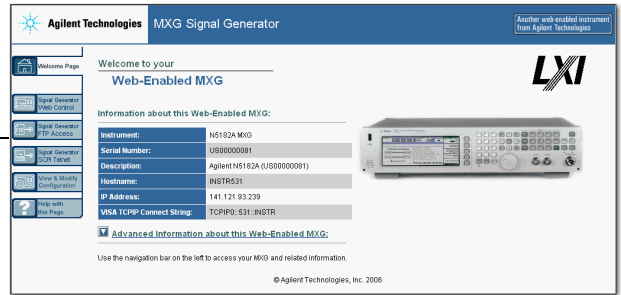 Agilent Technologies
MXG Signal Generator
Another web-enabled instrument
from Agilent Technologies
Welcome Page
Signal Generator
Web Control
Signal Generator
FTP Access
Signal Generator
SCPI Telnet
View & Modify
Configuration
Help with
this Page
Welcome to your
Web-Enabled MXG
LXI
Information about this Web-Enabled MXG:
Instrument: N5182A MXG
Serial Number: US00000081
Description: Agilent N5182A (US00000081)
Hostname: INSTR531
IP Address: 141.121.93.239
VISA TCPIP Connect String: TCPIP0::531::INSTR
Advanced Information about this Web-Enabled MXG:
Use the navigation bar on the left to access your MXG and related information.
© Agilent Technologies, Inc. 2006